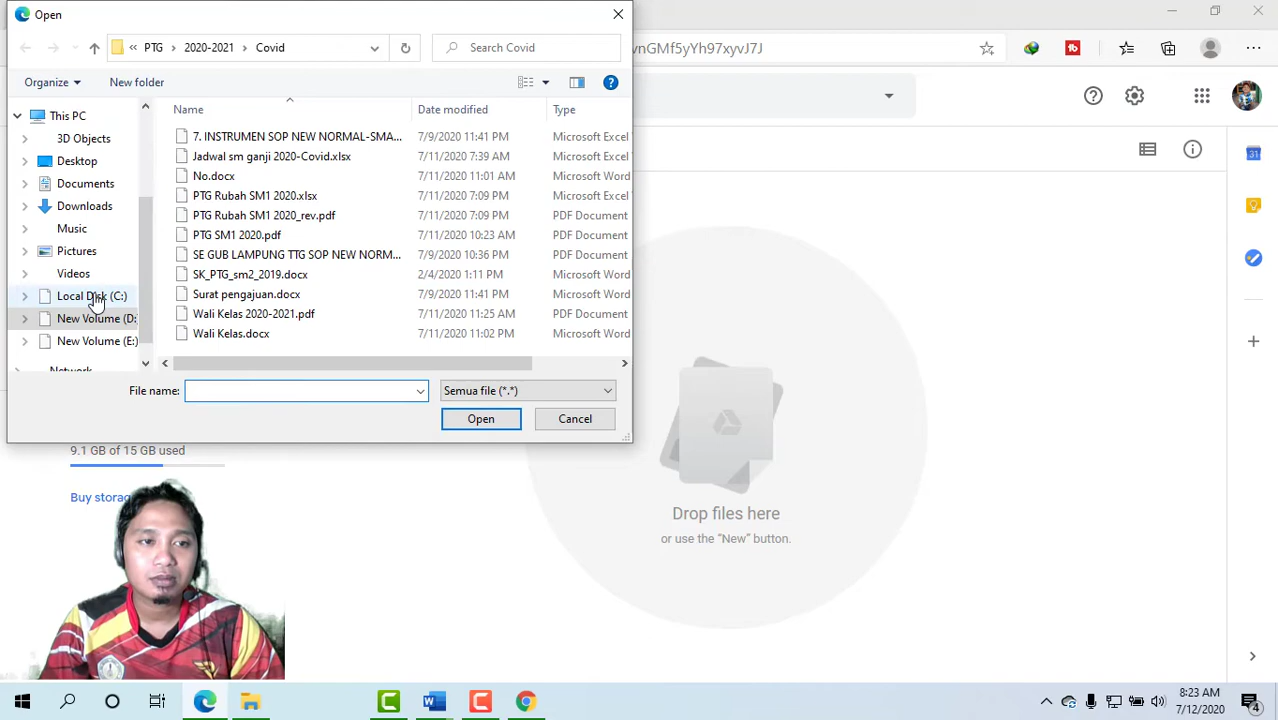 Open
« PTG > 2020-2021 > Covid
Search Covid
vnGMf5yYh97xyvJ7J
Organize
New folder
Name
Date modified
Type
This PC
3D Objects
Desktop
Documents
Downloads
Music
Pictures
Videos
Local Disk (C:)
New Volume (D:
New Volume (E:)
Network
7. INSTRUMEN SOP NEW NORMAL-SMA... 7/9/2020 11:41 PM Microsoft Excel
Jadwal sm ganji 2020-Covid.xlsx 7/11/2020 7:39 AM Microsoft Excel
No.docx 7/11/2020 11:01 AM Microsoft Word
PTG Rubah SM1 2020.xlsx 7/11/2020 7:09 PM Microsoft Excel
PTG Rubah SM1 2020_rev.pdf 7/11/2020 7:09 PM PDF Document
PTG SM1 2020.pdf 7/11/2020 10:23 AM PDF Document
SE GUB LAMPUNG TTG SOP NEW NORM... 7/9/2020 10:36 PM PDF Document
SK_PTG_sm2_2019.docx 2/4/2020 1:11 PM Microsoft Word
Surat pengajuan.docx 7/9/2020 11:41 PM Microsoft Word
Wali Kelas 2020-2021.pdf 7/11/2020 11:25 AM PDF Document
Wali Kelas.docx 7/11/2020 11:02 PM Microsoft Word
File name:
Semua file (*.*)
Open
Cancel
9.1 GB of 15 GB used
Buy storag
Drop files here
or use the “New” button.
31
8:23 AM
7/12/2020
4